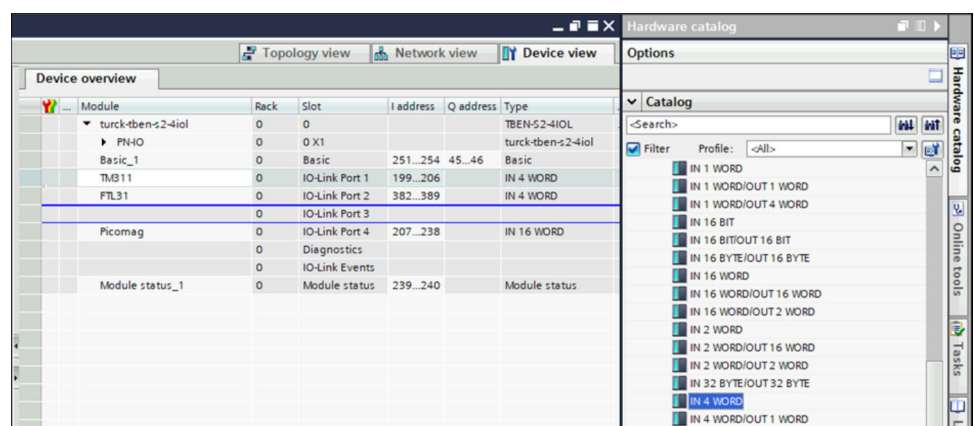 Hardware catalog
Topology view Network view Device view Options
Device overview
... Module Rack Slot I address Q address Type
turck-tben-s2-4iol 0 0 TBEN-S2-4IOL
PN-IO 0 0 X1 turck-tben-s2-4iol
Basic_1 0 Basic 251...254 45...46 Basic
TM311 0 IO-Link Port 1 199...206 IN 4 WORD
FTL31 0 IO-Link Port 2 382...389 IN 4 WORD
0 IO-Link Port 3
Picomag 0 IO-Link Port 4 207...238 IN 16 WORD
0 Diagnostics
0 IO-Link Events
Module status_1 0 Module status 239...240 Module status
Catalog
<Search>
Filter Profile: <All>
IN 1 WORD
IN 1 WORD/OUT 1 WORD
IN 1 WORD/OUT 4 WORD
IN 16 BIT
IN 16 BIT/OUT 16 BIT
IN 16 BYTE/OUT 16 BYTE
IN 16 WORD
IN 16 WORD/OUT 16 WORD
IN 16 WORD/OUT 2 WORD
IN 2 WORD
IN 2 WORD/OUT 16 WORD
IN 2 WORD/OUT 2 WORD
IN 32 BYTE/OUT 32 BYTE
IN 4 WORD
IN 4 WORD/OUT 1 WORD
Hardware catalog
Online tools
Tasks